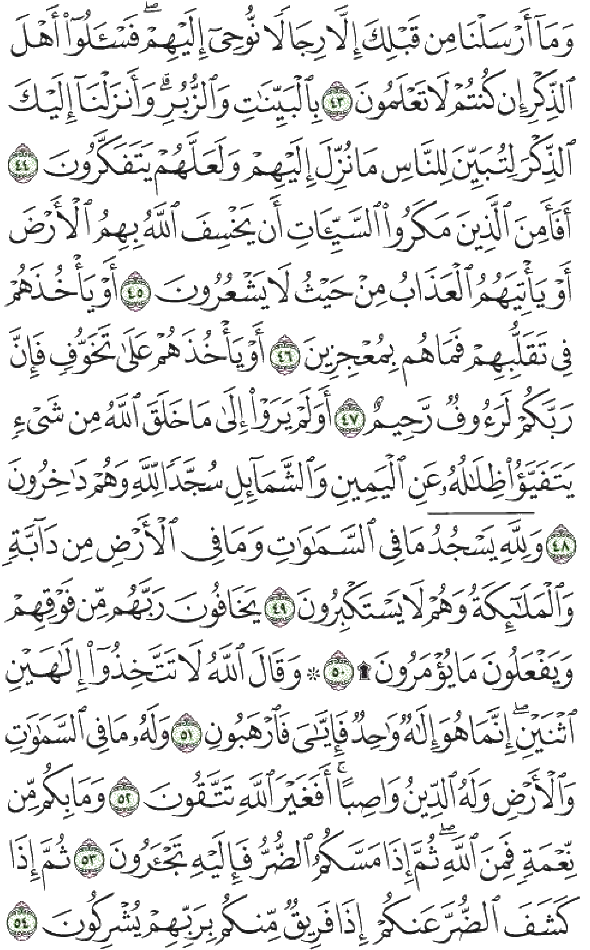 وَمَآ أَرْسَلْنَا مِن قَبْلِكَ إِلَّا رِجَالًا نُّوحِىٓ إِلَيْهِمْ ۖ فَسْـَٔلُوٓا۟ أَهْلَ
ٱلذِّكْرِ إِن كُنتُمْ لَا تَعْلَمُونَ ٤٣ بِٱلْبَيِّنَٰتِ وَٱلزُّبُرِ ۗ وَأَنزَلْنَآ إِلَيْكَ
ٱلذِّكْرَ لِتُبَيِّنَ لِلنَّاسِ مَا نُزِّلَ إِلَيْهِمْ وَلَعَلَّهُمْ يَتَفَكَّرُونَ ٤٤
أَفَأَمِنَ ٱلَّذِينَ مَكَرُوا۟ ٱلسَّيِّـَٔاتِ أَن يَخْسِفَ ٱللَّهُ بِهِمُ ٱلْأَرْضَ
أَوْ يَأْتِيَهُمُ ٱلْعَذَابُ مِنْ حَيْثُ لَا يَشْعُرُونَ ٤٥ أَوْ يَأْخُذَهُمْ
فِى تَقَلُّبِهِمْ فَمَا هُم بِمُعْجِزِينَ ٤٦ أَوْ يَأْخُذَهُمْ عَلَىٰ تَخَوُّفٍ فَإِنَّ
رَبَّكُمْ لَرَءُوفٌ رَّحِيمٌ ٤٧ أَوَلَمْ يَرَوْا۟ إِلَىٰ مَا خَلَقَ ٱللَّهُ مِن شَىْءٍ
يَتَفَيَّؤُا۟ ظِلَٰلُهُۥ عَنِ ٱلْيَمِينِ وَٱلشَّمَآئِلِ سُجَّدًا لِّلَّهِ وَهُمْ دَٰخِرُونَ
٤٨ وَلِلَّهِ يَسْجُدُ مَا فِى ٱلسَّمَٰوَٰتِ وَمَا فِى ٱلْأَرْضِ مِن دَآبَّةٍ
وَٱلْمَلَٰٓئِكَةُ وَهُمْ لَا يَسْتَكْبِرُونَ ٤٩ يَخَافُونَ رَبَّهُم مِّن فَوْقِهِمْ
وَيَفْعَلُونَ مَا يُؤْمَرُونَ ۩ ٥٠ ۞ وَقَالَ ٱللَّهُ لَا تَتَّخِذُوٓا۟ إِلَٰهَيْنِ
ٱثْنَيْنِ ۖ إِنَّمَا هُوَ إِلَٰهٌ وَٰحِدٌ فَإِيَّٰىَ فَٱرْهَبُونِ ٥١ وَلَهُۥ مَا فِى ٱلسَّمَٰوَٰتِ
وَٱلْأَرْضِ وَلَهُ ٱلدِّينُ وَاصِبًا ۚ أَفَغَيْرَ ٱللَّهِ تَتَّقُونَ ٥٢ وَمَا بِكُم مِّن
نِّعْمَةٍ فَمِنَ ٱللَّهِ ۖ ثُمَّ إِذَا مَسَّكُمُ ٱلضُّرُّ فَإِلَيْهِ تَجْـَٔرُونَ ٥٣ ثُمَّ إِذَا
كَشَفَ ٱلضُّرَّ عَنكُمْ إِذَا فَرِيقٌ مِّنكُم بِرَبِّهِمْ يُشْرِكُونَ ٥٤